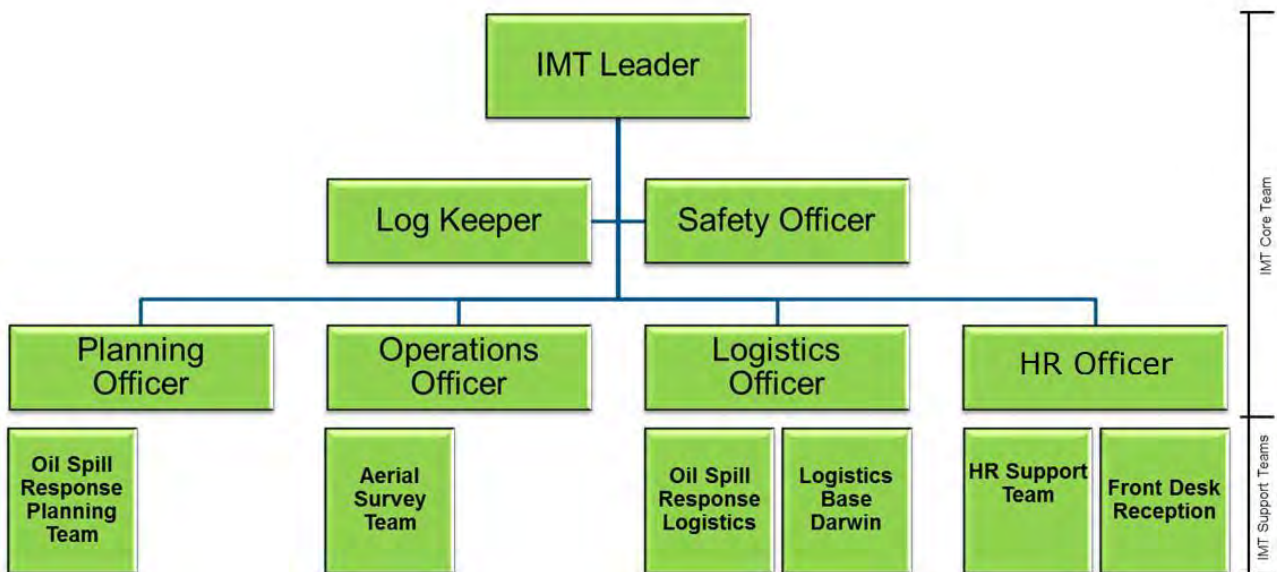 IMT Leader
Log Keeper
Safety Officer
Planning
Officer
Operations
Officer
Logistics
Officer
HR Officer
Oil Spill
Response
Planning
Team
Aerial
Survey
Team
Oil Spill
Response
Logistics
Logistics
Base
Darwin
HR Support
Team
Front Desk
Reception
IMT Core Team
IMT Support Teams